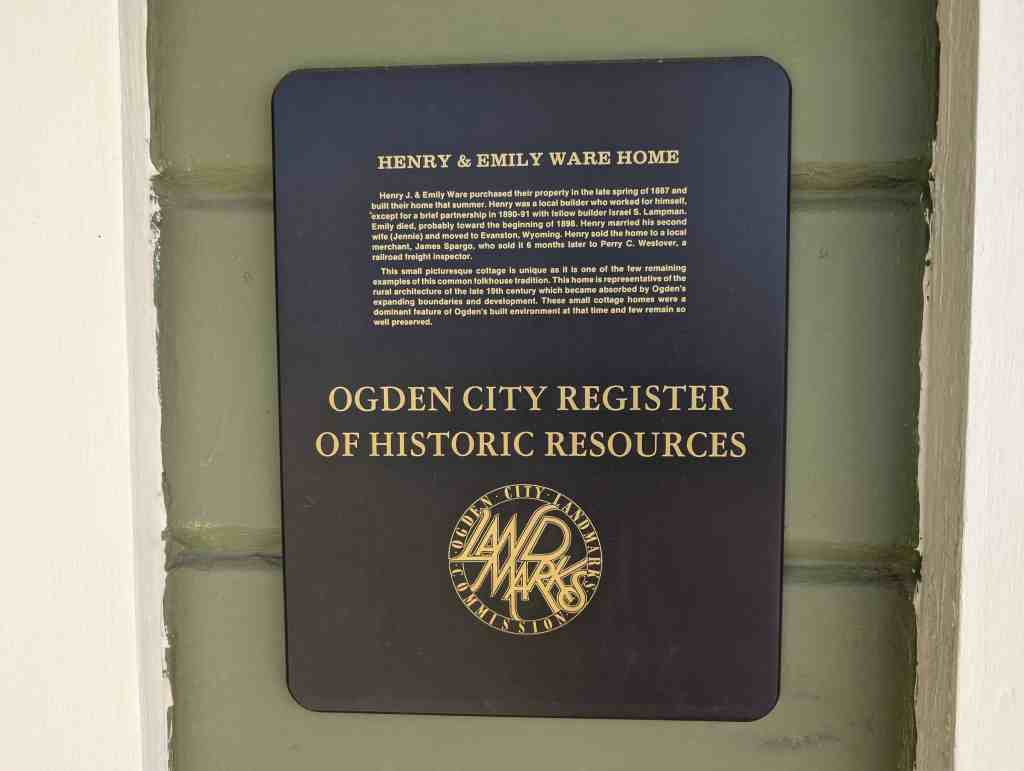 HENRY & EMILY WARE HOME
Henry J. & Emily Ware purchased their property in the late spring of 1887 and
built their home that summer. Henry was a local builder who worked for himself,
except for a brief partnership in 1890-91 with fellow builder Israel S. Lampman.
Emily died, probably toward the beginning of 1898. Henry married his second
wife (Jennie) and moved to Evanston, Wyoming. Henry sold the home to a local
merchant, James Spargo, who sold it 6 months later to Perry C. Westover, a
railroad freight inspector.
This small picturesque cottage is unique as it is one of the few remaining
examples of this common folkhouse tradition. This home is representative of the
rural architecture of the late 19th century which became absorbed by Ogden's
expanding boundaries and development. These small cottage homes were a
dominant feature of Ogden's built environment at that time and few remain so
well preserved.
OGDEN CITY REGISTER
OF HISTORIC RESOURCES
OGDEN · CITY · LANDMARKS
LANDMARKS
COMMISSION